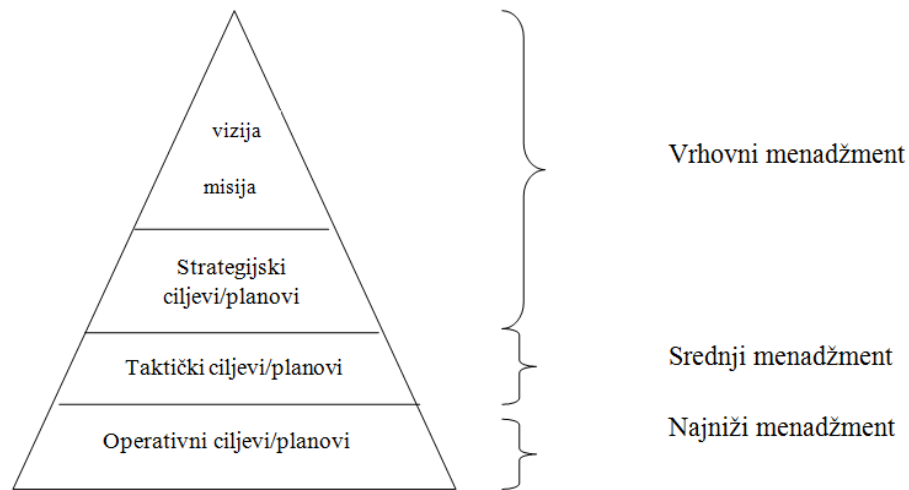 vizija
misija
Vrhovni menadžment
Strategijski
ciljevi/planovi
Taktički ciljevi/planovi
Srednji menadžment
Operativni ciljevi/planovi
Najniži menadžment